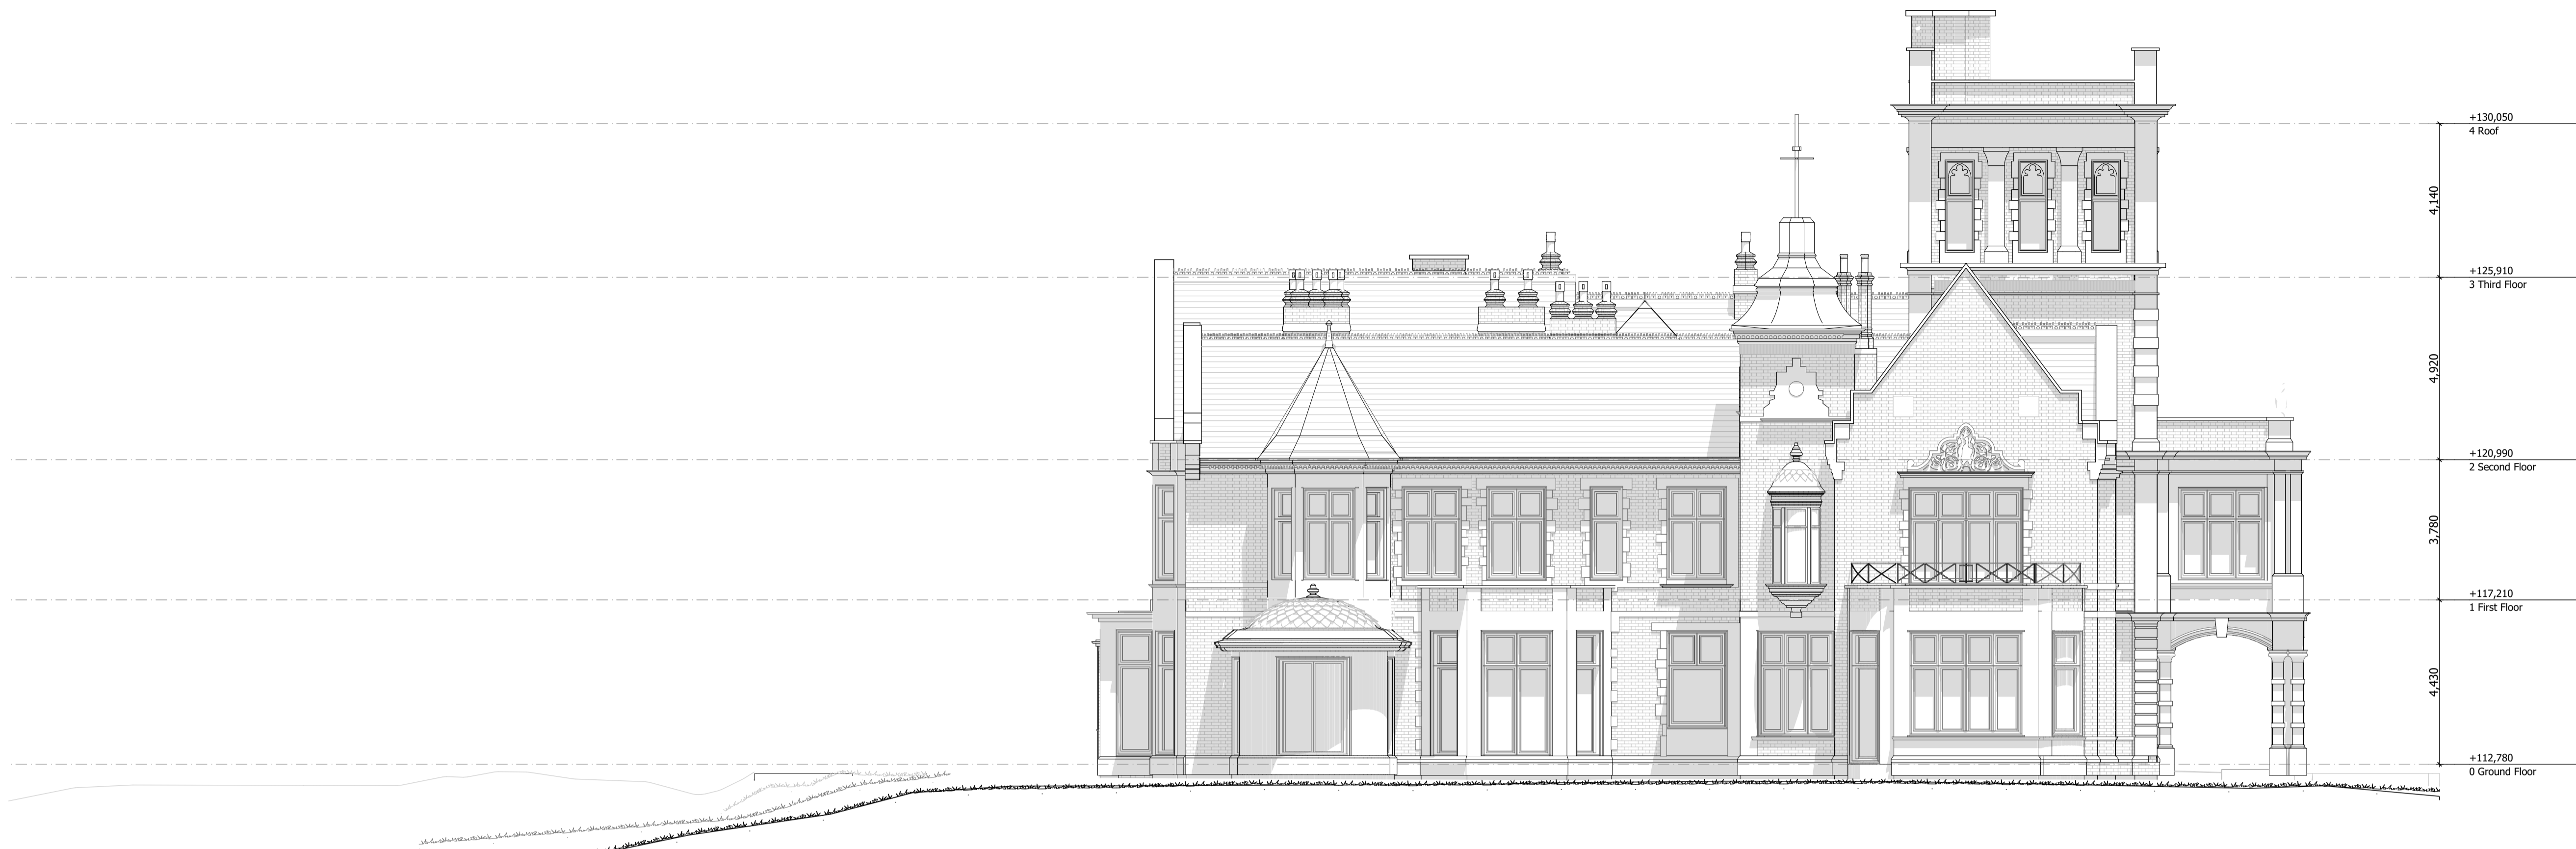 +130,050
4 Roof
4,140
+125,910
3 Third Floor
4,920
+120,990
2 Second Floor
3,780
+117,210
1 First Floor
4,430
+112,780
0 Ground Floor